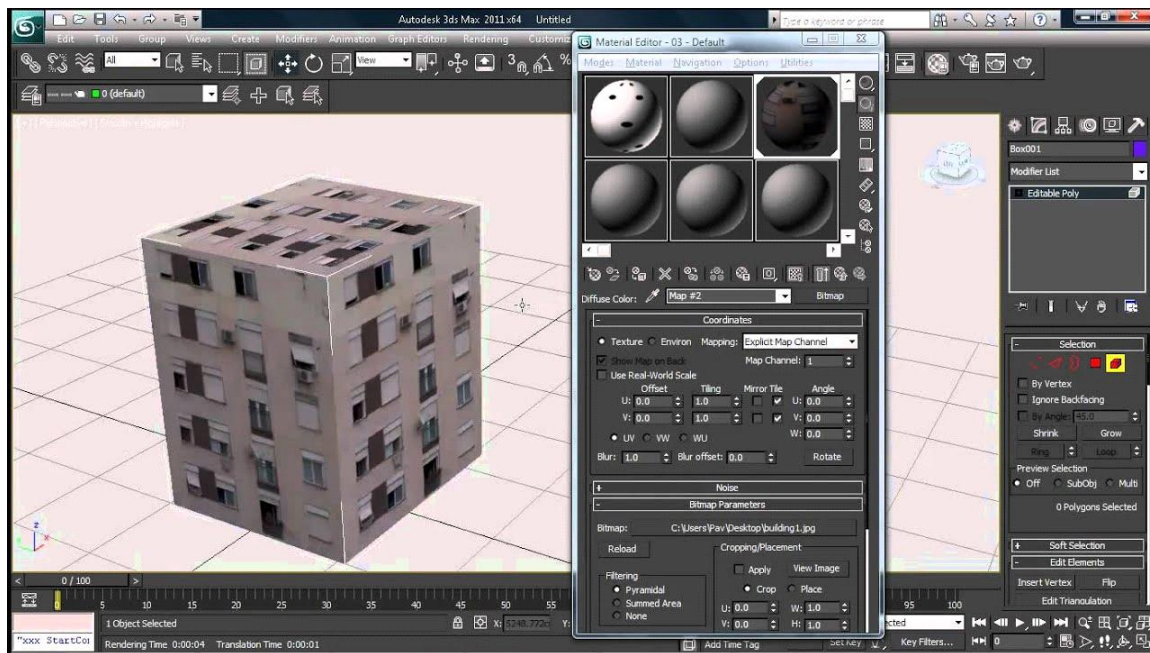 Autodesk 3ds Max 2011 x64 Untitled
Type a keyword or phrase
Edit Tools Group Views Create Modifiers Animation Graph Editors Rendering
All
View
3
%
0 (default)
Material Editor - 03 - Default
Modes Material Navigation Options Utilities
Diffuse Color: Map #2 Bitmap
- Coordinates
Texture Environ Mapping: Explicit Map Channel
Show Map on Back Map Channel: 1
Use Real-World Scale
Offset Tiling Mirror Tile Angle
U: 0.0 1.0 U: 0.0
V: 0.0 1.0 V: 0.0
W: 0.0
UV VW WU
Blur: 1.0 Blur offset: 0.0 Rotate
+ Noise
- Bitmap Parameters
Bitmap: C:\Users\Pav\Desktop\building1.jpg
Reload
Cropping/Placement
Apply View Image
Crop Place
U: 0.0 W: 1.0
V: 0.0 H: 1.0
Filtering
Pyramidal
Summed Area
None
Box001
Modifier List
Editable Poly
- Selection
By Vertex
Ignore Backfacing
By Angle: 45.0
Shrink Grow
Ring Loop
Preview Selection
Off SubObj Multi
0 Polygons Selected
+ Soft Selection
- Edit Elements
Insert Vertex Flip
Edit Triangulation
z
x
< 0 / 100 >
0 5 10 15 20 25 30 35 40 45 50 55 95 100
1 Object Selected X: Y:
Rendering Time 0:00:04 Translation Time 0:00:01
Add Time Tag
Set Key Key Filters... 0